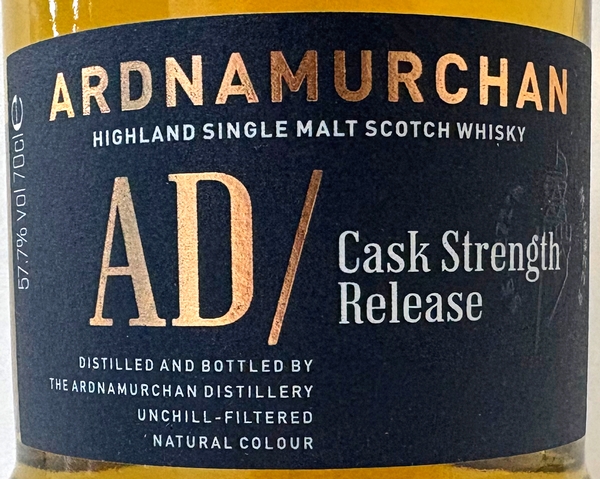 ARDNAMURCHAN
HIGHLAND SINGLE MALT SCOTCH WHISKY
57.7% vol 70cl e
AD/
Cask Strength
Release
DISTILLED AND BOTTLED BY
THE ARDNAMURCHAN DISTILLERY
UNCHILL-FILTERED
NATURAL COLOUR